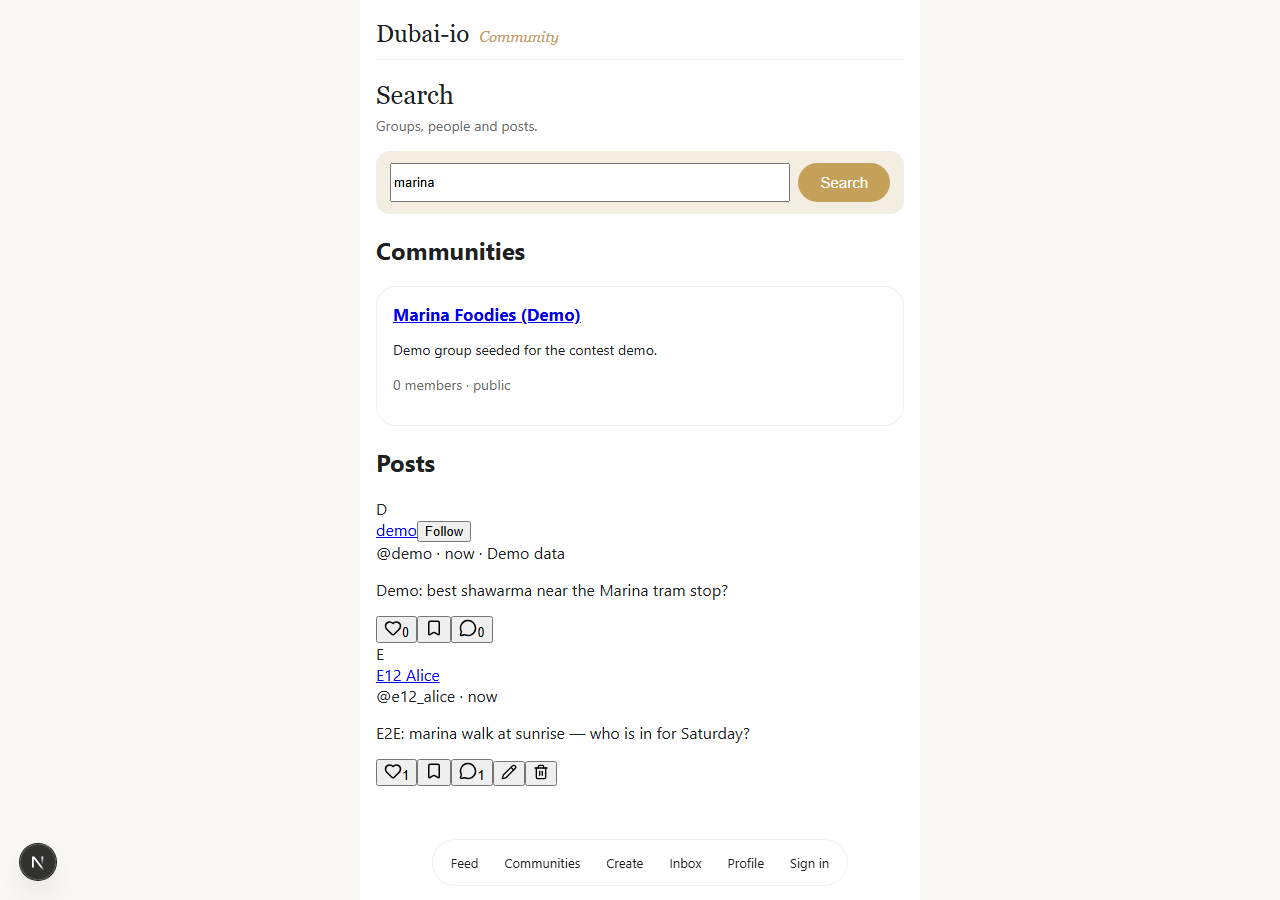 Dubai-io Community
Search
Groups, people and posts.
marina
Search
Communities
Marina Foodies (Demo)
Demo group seeded for the contest demo.
0 members · public
Posts
D
demo Follow
@demo · now · Demo data
Demo: best shawarma near the Marina tram stop?
0 0
E
E12 Alice
@e12_alice · now
E2E: marina walk at sunrise — who is in for Saturday?
1 1
N
Feed Communities Create Inbox Profile Sign in